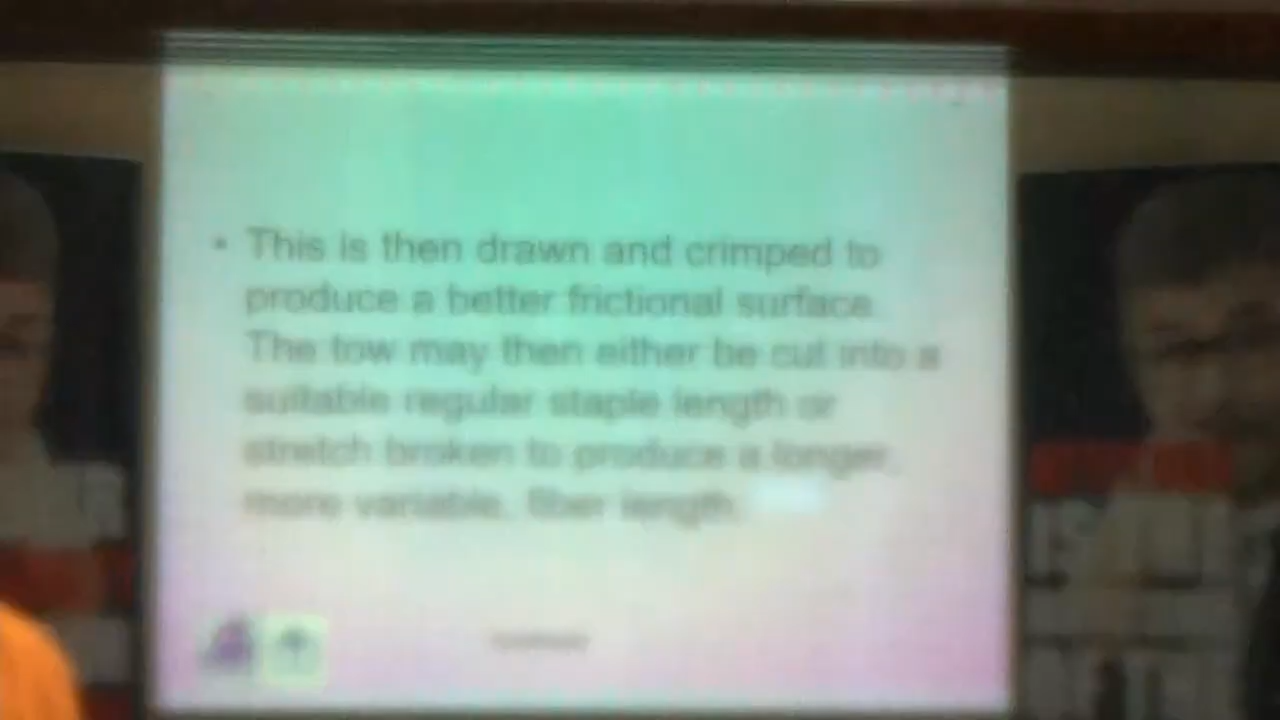 • This is then drawn and crimped to
produce a better frictional surface.
The tow may then either be cut into a
suitable regular staple length or
stretch broken to produce a longer,
more variable, fiber length.